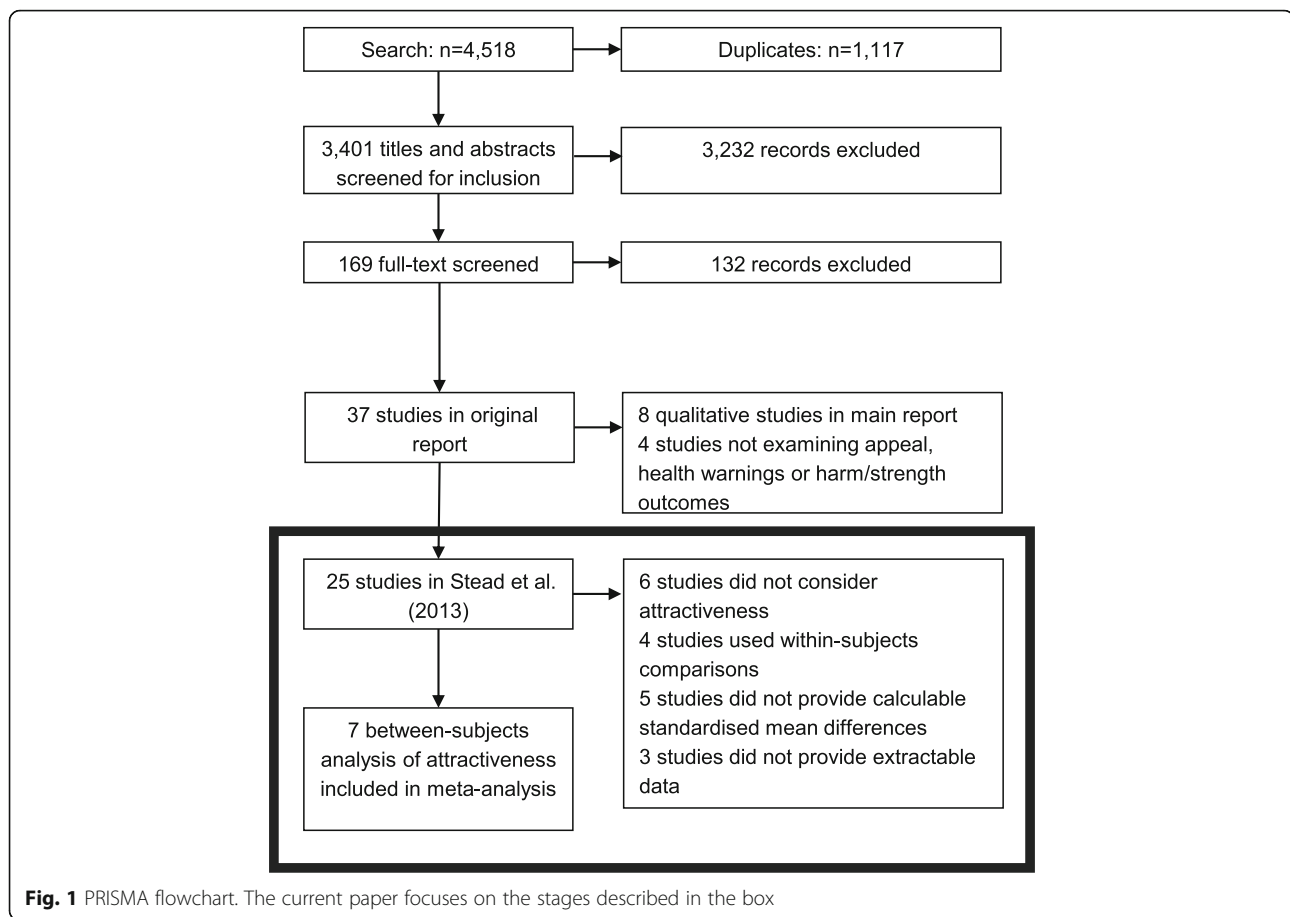 Search: n=4,518
Duplicates: n=1,117
3,401 titles and abstracts
screened for inclusion
3,232 records excluded
169 full-text screened
132 records excluded
37 studies in original
report
8 qualitative studies in main report
4 studies not examining appeal,
health warnings or harm/strength
outcomes
25 studies in Stead et al.
(2013)
6 studies did not consider
attractiveness
4 studies used within-subjects
comparisons
5 studies did not provide calculable
standardised mean differences
3 studies did not provide extractable
data
7 between-subjects
analysis of attractiveness
included in meta-analysis
Fig. 1 PRISMA flowchart. The current paper focuses on the stages described in the box